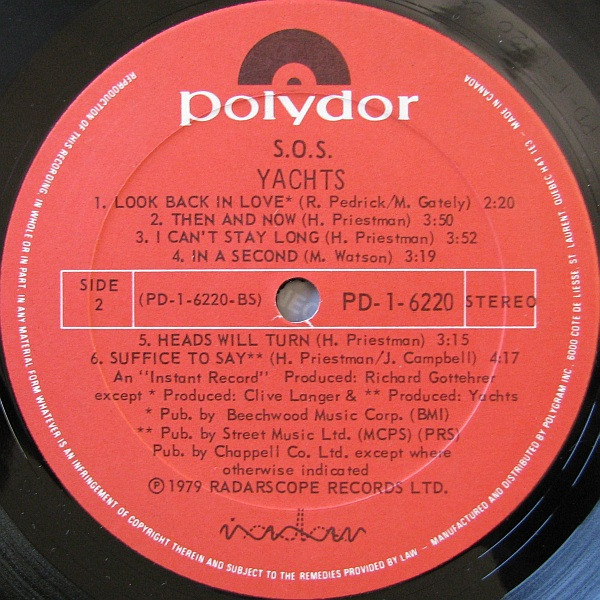 polydor
S.O.S.
YACHTS
1. LOOK BACK IN LOVE* (R. Pedrick/M. Gately) 2:20
2. THEN AND NOW (H. Priestman) 3:50
3. I CAN'T STAY LONG (H. Priestman) 3:52
4. IN A SECOND (M. Watson) 3:19
SIDE
2
(PD-1-6220-BS)
PD-1-6220
STEREO
5. HEADS WILL TURN (H. Priestman) 3:15
6. SUFFICE TO SAY** (H. Priestman/J. Campbell) 4:17
An "Instant Record" Produced: Richard Gottehrer
except * Produced: Clive Langer & ** Produced: Yachts
* Pub. by Beechwood Music Corp. (BMI)
** Pub. by Street Music Ltd. (MCPS) (PRS)
Pub. by Chappell Co. Ltd. except where
otherwise indicated
Ⓟ 1979 RADARSCOPE RECORDS LTD.
radar
REPRODUCTION OF THIS RECORDING, IN WHOLE OR IN PART, IN ANY MATERIAL FORM WHATEVER IS AN INFRINGEMENT OF COPYRIGHT THEREIN AND SUBJECT TO THE REMEDIES PROVIDED BY LAW – MANUFACTURED AND DISTRIBUTED BY POLYGRAM INC. 6000 COTE DE LIESSE, ST. LAURENT, QUEBEC H4T 1E3 – MADE IN CANADA